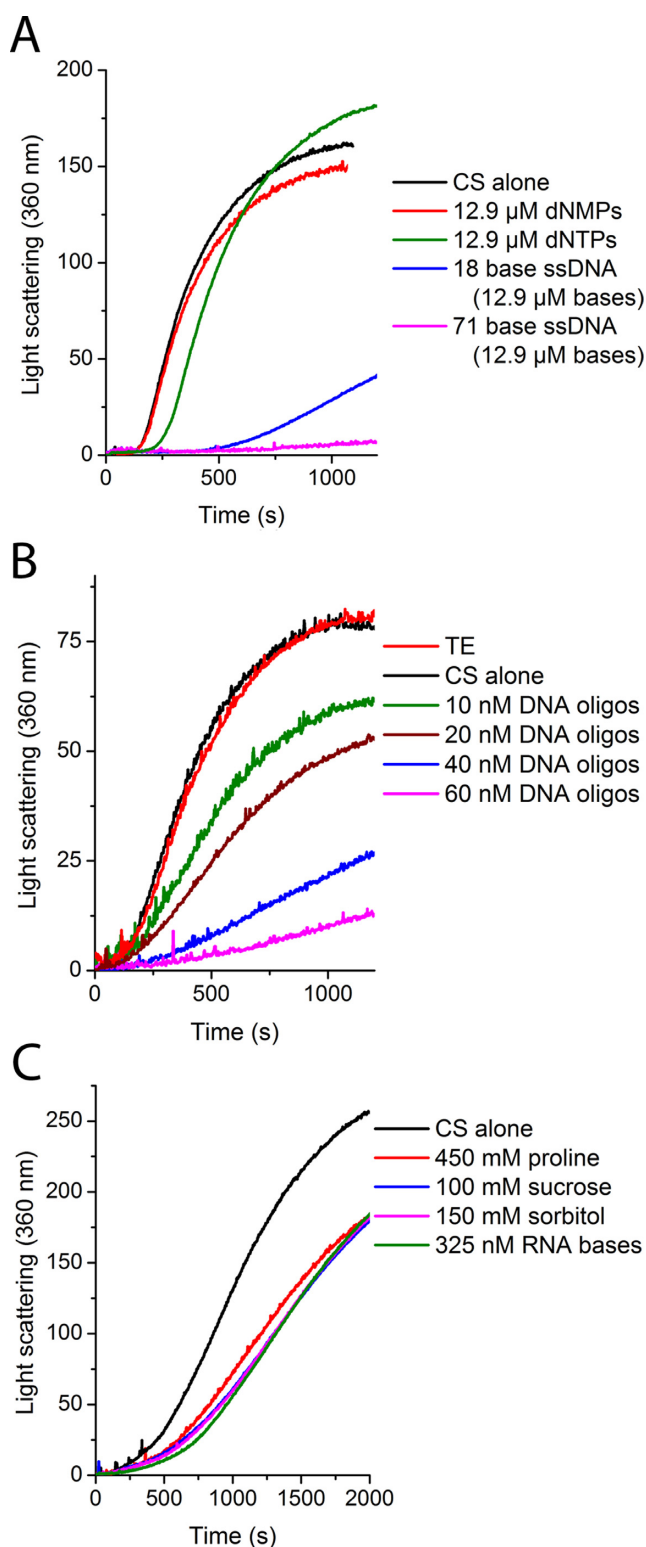 A
200
150
100
50
0
Light scattering (360 nm)
0 500 1000
Time (s)
CS alone
12.9 µM dNMPs
12.9 µM dNTPs
18 base ssDNA
(12.9 µM bases)
71 base ssDNA
(12.9 µM bases)
B
75
50
25
0
Light scattering (360 nm)
0 500 1000
Time (s)
TE
CS alone
10 nM DNA oligos
20 nM DNA oligos
40 nM DNA oligos
60 nM DNA oligos
C
250
200
150
100
50
0
Light scattering (360 nm)
0 500 1000 1500 2000
Time (s)
CS alone
450 mM proline
100 mM sucrose
150 mM sorbitol
325 nM RNA bases